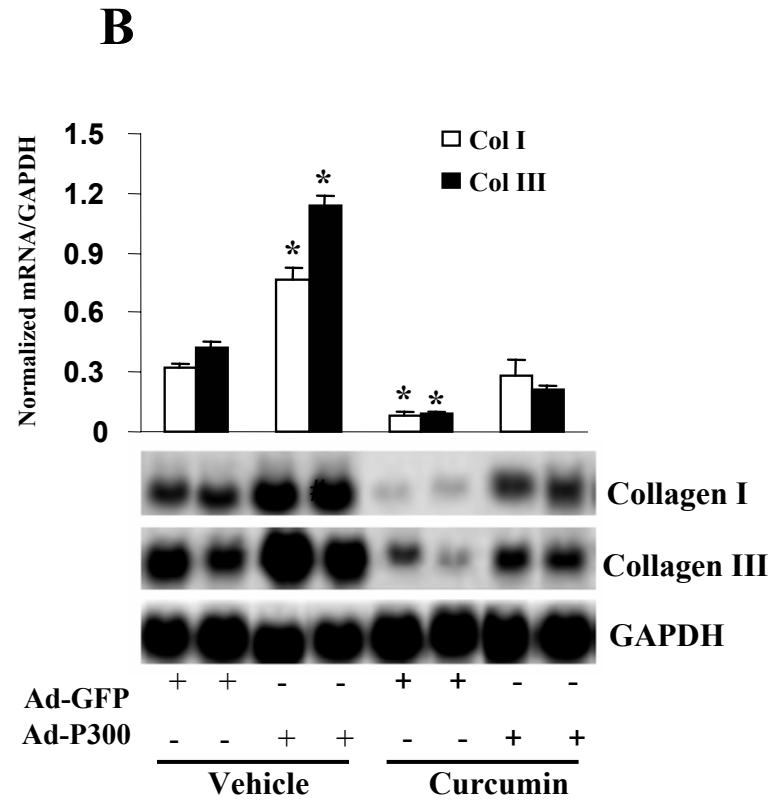 B
Normalized mRNA/GAPDH
1.5
1.2
0.9
0.6
0.3
0
Col I
Col III
* *
* *
#
Collagen I
Collagen III
GAPDH
Ad-GFP + + - - + + - -
Ad-P300 - - + + - - + +
Vehicle Curcumin